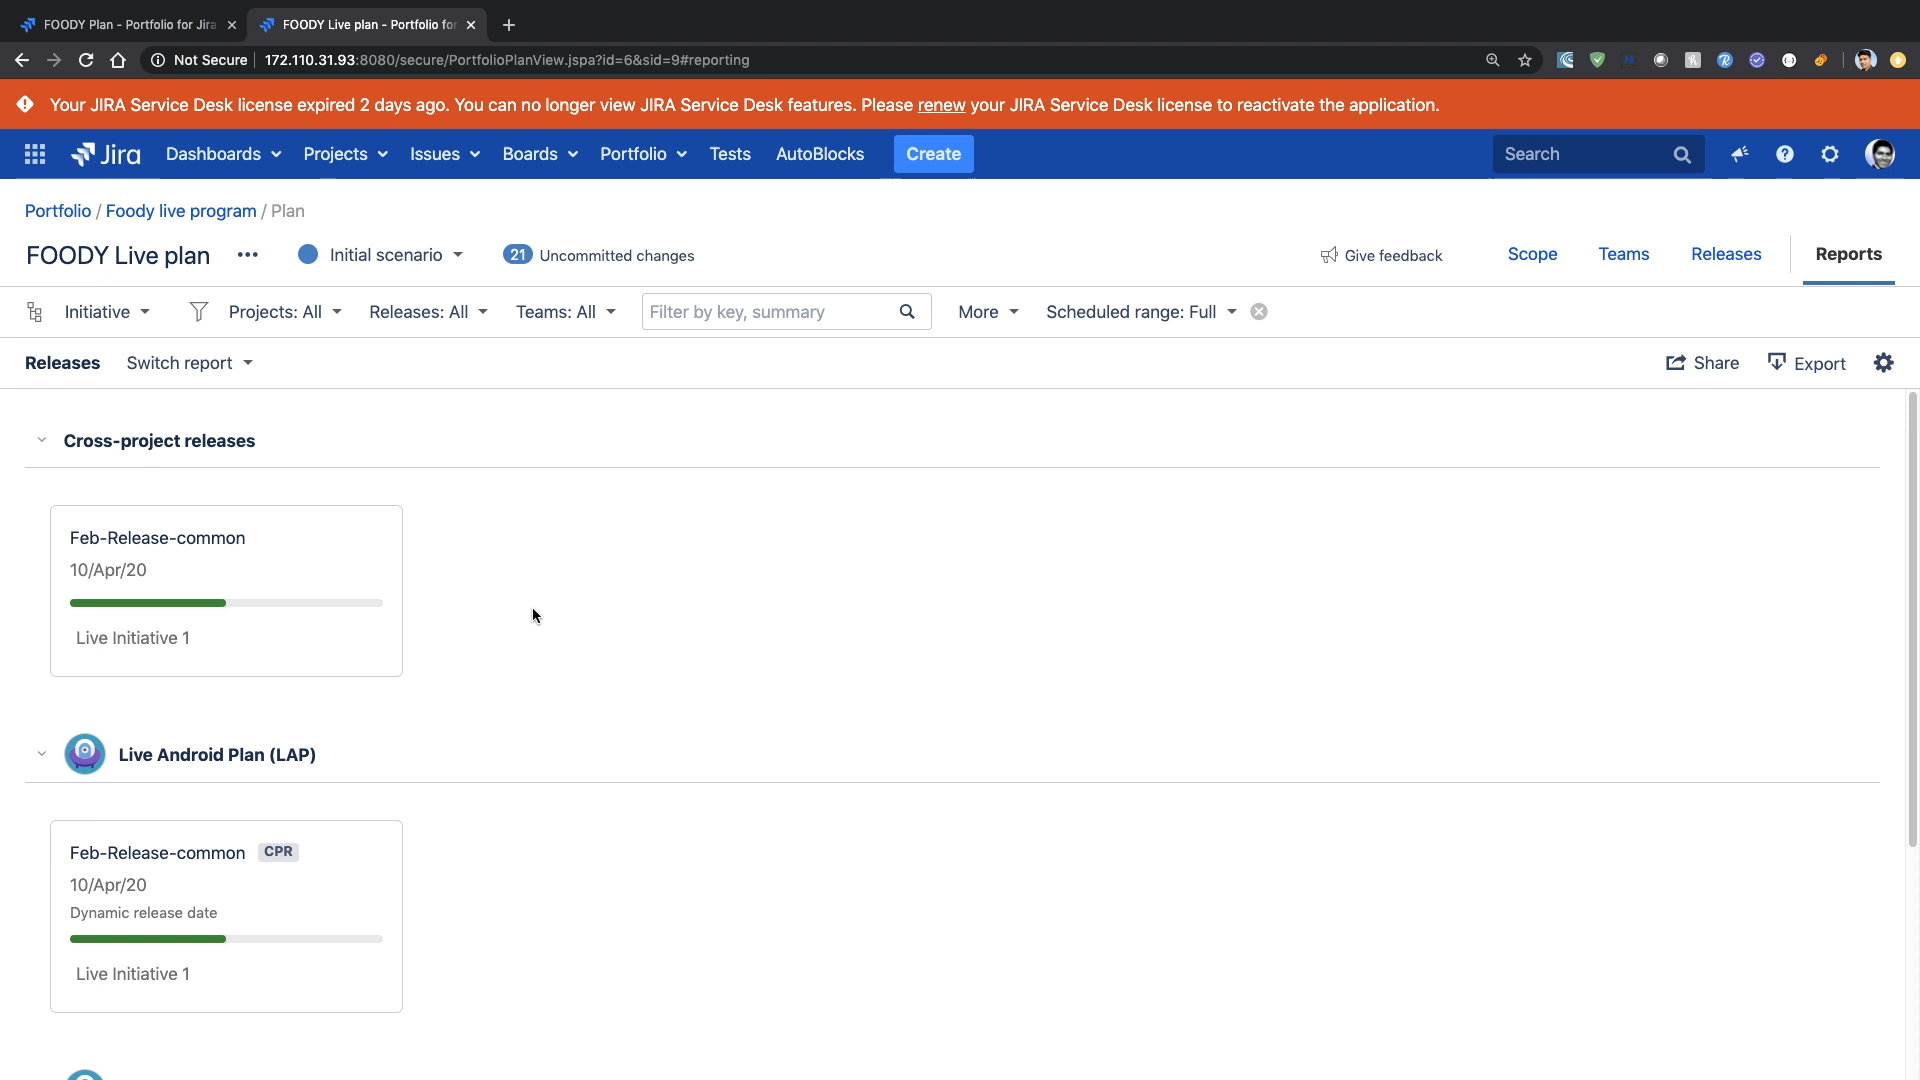 FOODY Plan - Portfolio for Jira
FOODY Live plan - Portfolio for
Not Secure 172.110.31.93:8080/secure/PortfolioPlanView.jspa?id=6&sid=9#reporting
Your JIRA Service Desk license expired 2 days ago. You can no longer view JIRA Service Desk features. Please renew your JIRA Service Desk license to reactivate the application.
Jira Dashboards Projects Issues Boards Portfolio Tests AutoBlocks Create Search
Portfolio / Foody live program / Plan
FOODY Live plan ••• Initial scenario 21 Uncommitted changes Give feedback Scope Teams Releases Reports
Initiative Projects: All Releases: All Teams: All Filter by key, summary More Scheduled range: Full
Releases Switch report Share Export
Cross-project releases
Feb-Release-common
10/Apr/20
Live Initiative 1
Live Android Plan (LAP)
Feb-Release-common CPR
10/Apr/20
Dynamic release date
Live Initiative 1